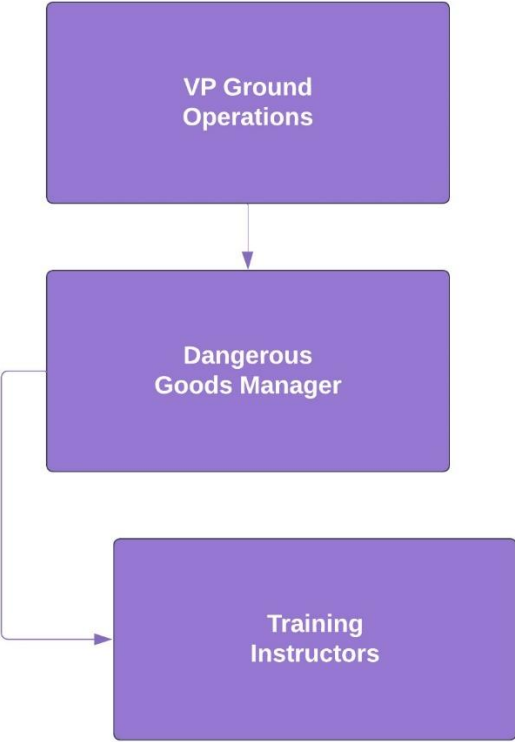 VP Ground
Operations
Dangerous
Goods Manager
Training
Instructors